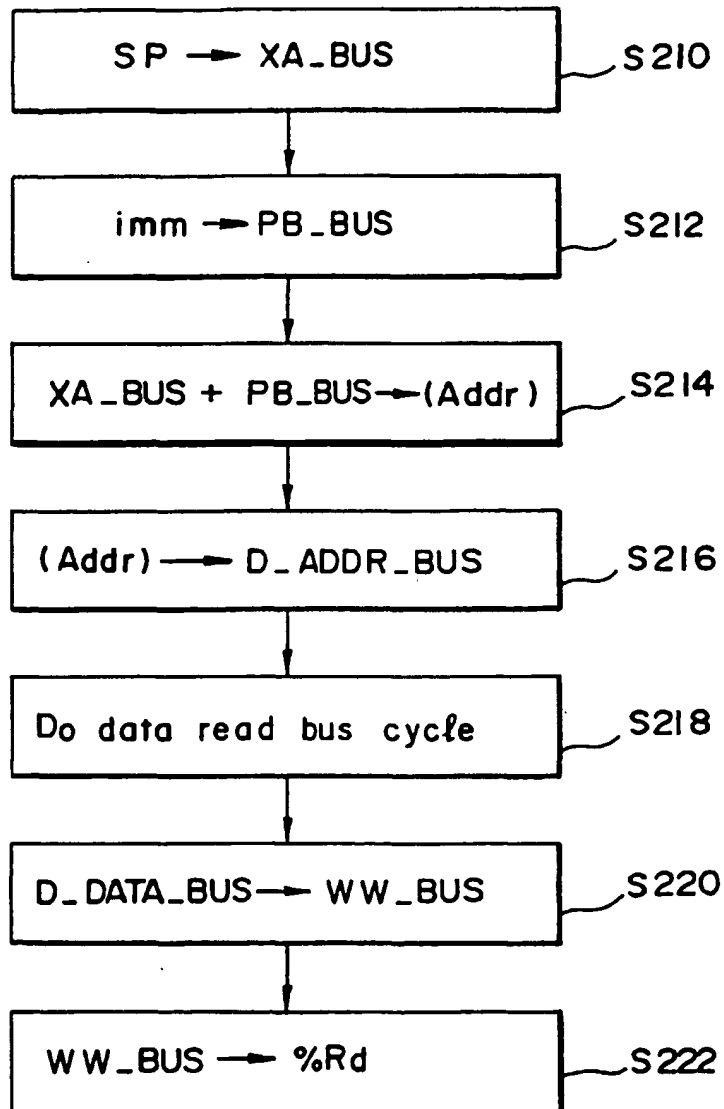 SP → XA_BUS S210
imm → PB_BUS S212
XA_BUS + PB_BUS → (Addr) S214
(Addr) → D_ADDR_BUS S216
Do data read bus cycle S218
D_DATA_BUS → WW_BUS S220
WW_BUS → %Rd S222